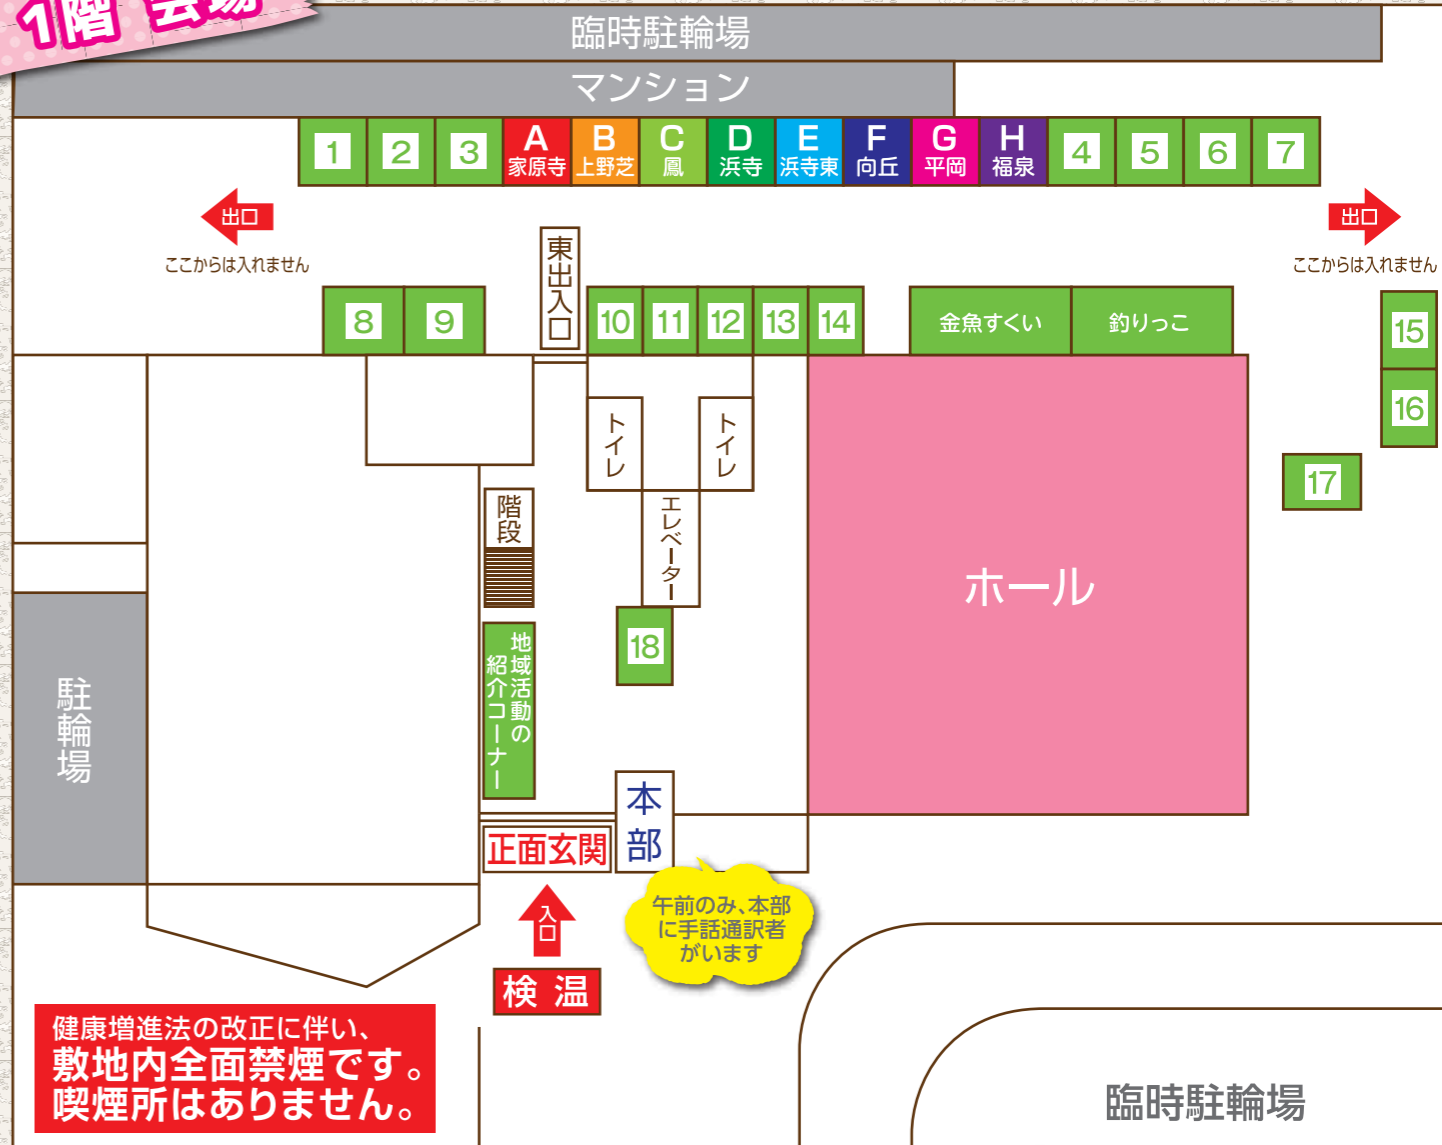 1階 会場
臨時駐輪場
マンション
1
2
3
A
家原寺
B
上野芝
C
鳳
D
浜寺
E
浜寺東
F
向丘
G
平岡
H
福泉
4
5
6
7
出口
ここからは入れません
東出入口
出口
ここからは入れません
8
9
10
11
12
13
14
金魚すくい
釣りっこ
15
16
17
トイレ
トイレ
階段
エレベーター
ホール
18
地域活動の
紹介コーナー
駐輪場
本部
正面玄関
入口
午前のみ、本部
に手話通訳者
がいます
検温
健康増進法の改正に伴い、
敷地内全面禁煙です。
喫煙所はありません。
臨時駐輪場